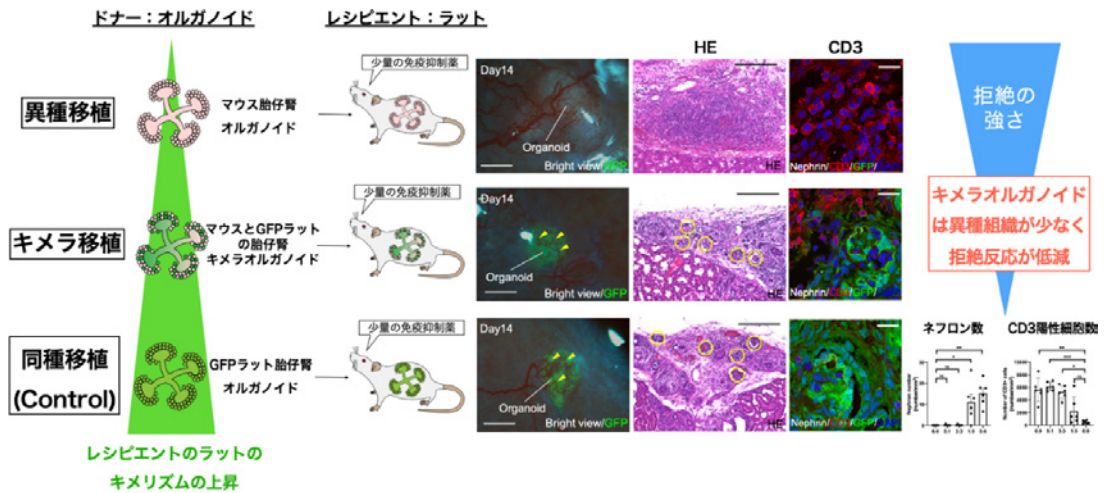 ドナー：オルガノイド
レシピエント：ラット
HE
CD3
異種移植
マウス胎仔腎
オルガノイド
少量の免疫抑制薬
Day14
Organoid
Bright view/GFP
HE
Nephrin/CD3/GFP/DAPI
拒絶の
強さ
キメラ移植
マウスとGFPラット
の胎仔腎
キメラオルガノイド
少量の免疫抑制薬
Day14
Organoid
Bright view/GFP
HE
Nephrin/CD3/GFP/DAPI
キメラオルガノイド
は異種組織が少なく
拒絶反応が低減
同種移植
(Control)
GFPラット胎仔腎
オルガノイド
少量の免疫抑制薬
Day14
Organoid
Bright view/GFP
HE
Nephrin/CD3/GFP/DAPI
ネフロン数
CD3陽性細胞数
Number of CD3+ cells
レシピエントのラットの
キメリズムの上昇